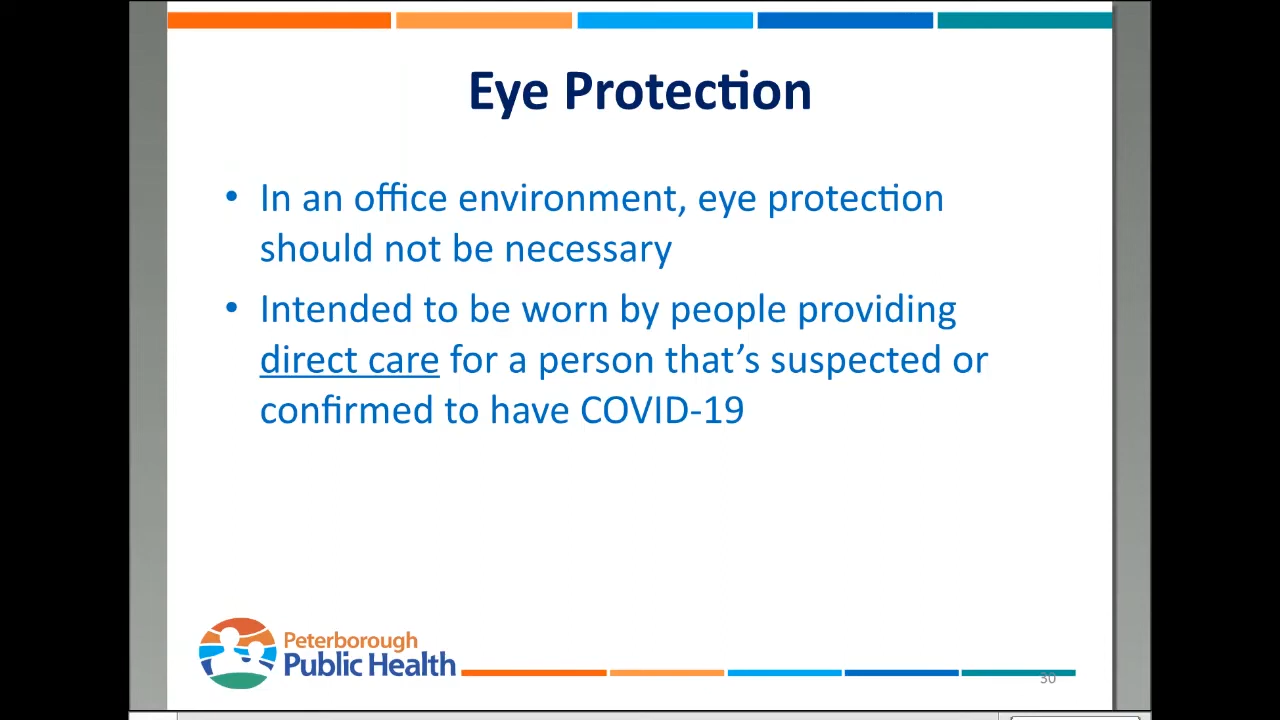 Eye Protection
• In an office environment, eye protection
should not be necessary
• Intended to be worn by people providing
direct care for a person that’s suspected or
confirmed to have COVID-19
Peterborough
Public Health
30